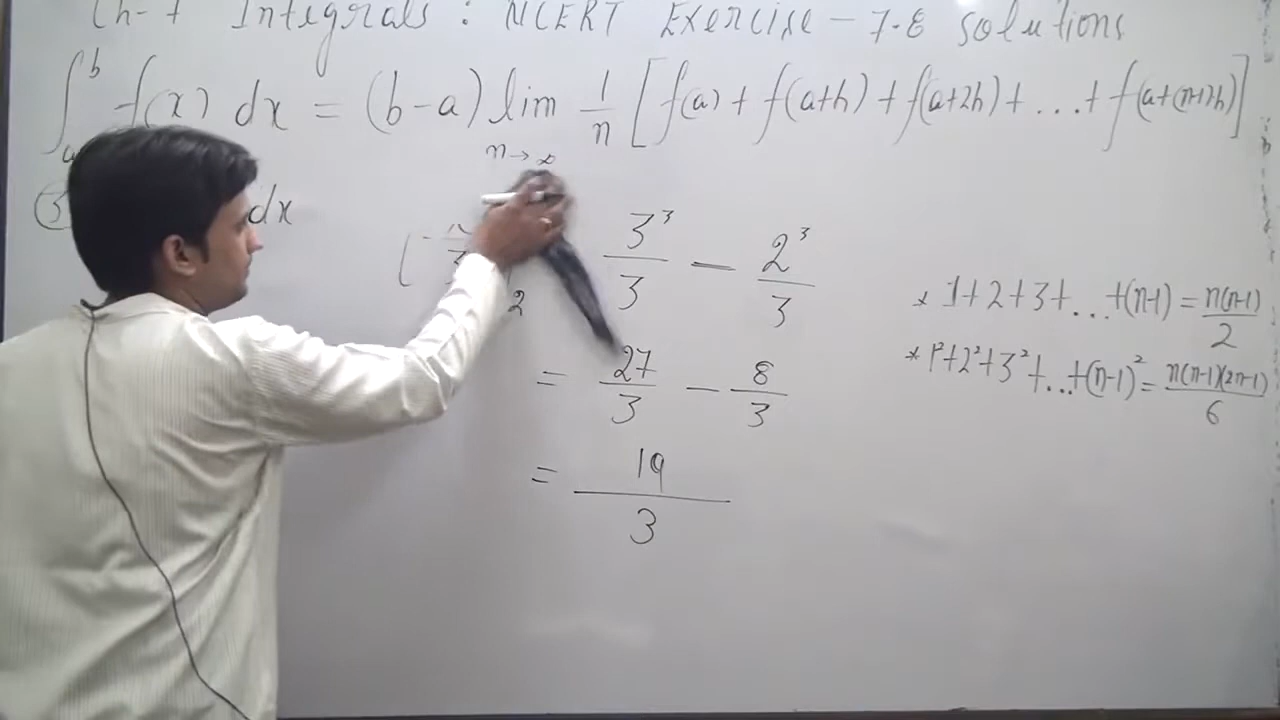 Ch-7 Integrals : NCERT Exercise - 7.8 Solutions
∫ₐᵇ f(x) dx = (b-a) lim n→∞ 1/n [f(a) + f(a+h) + f(a+2h) + ... + f(a+(n-1)h)]
③ dx
3³/3 - 2³/3
2
* 1+2+3+...+(n-1) = n(n-1)/2
= 27/3 - 8/3
* 1²+2²+3²+...+(n-1)² = n(n-1)(2n-1)/6
= 19/3